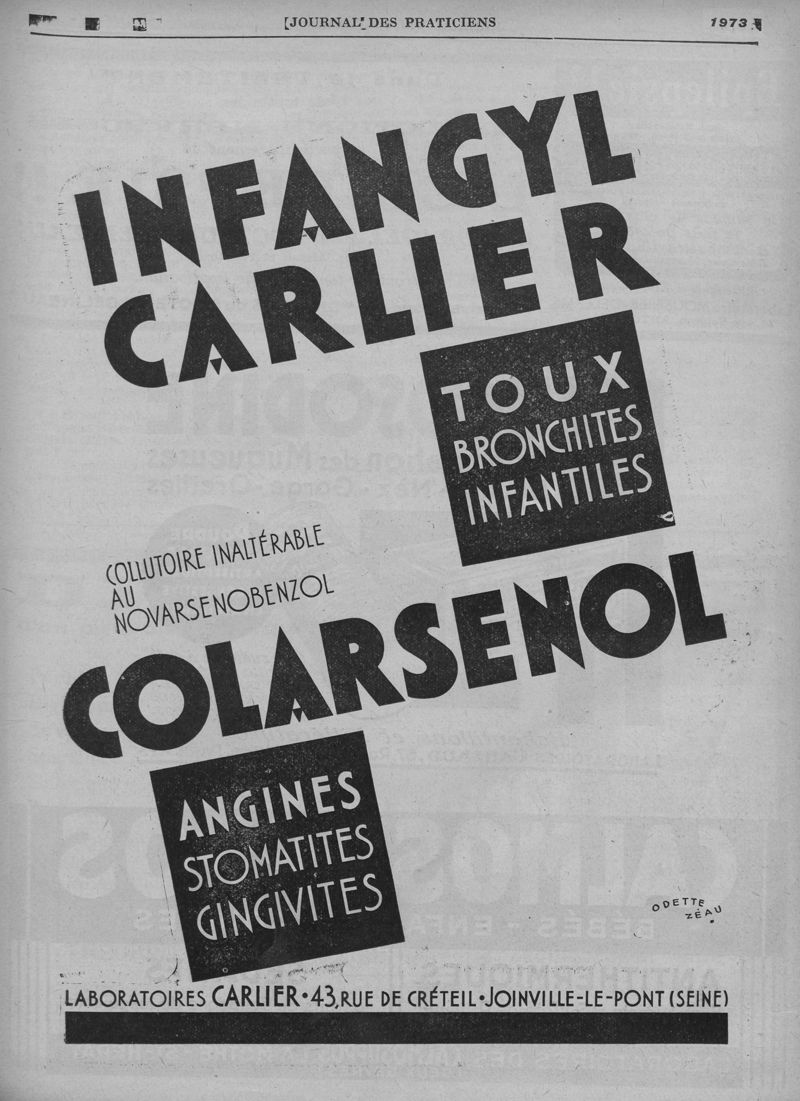 [JOURNAL DES PRATICIENS
1973
INFANGYL
CARLIER
TOUX
BRONCHITES
INFANTILES
COLLUTOIRE INALTÉRABLE
AU
NOVARSENOBENZOL
COLARSENOL
ANGINES
STOMATITES
GINGIVITES
ODETTE
ZÉAU
LABORATOIRES CARLIER • 43, RUE DE CRÉTEIL • JOINVILLE-LE-PONT (SEINE)